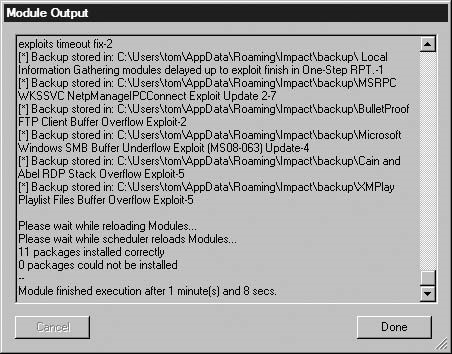 Module Output
exploits timeout fix-2
[*] Backup stored in: C:\Users\tom\AppData\Roaming\Impact\backup\ Local
Information Gathering modules delayed up to exploit finish in One-Step RPT.-1
[*] Backup stored in: C:\Users\tom\AppData\Roaming\Impact\backup\MSRPC
WKSSVC NetpManageIPCConnect Exploit Update 2-7
[*] Backup stored in: C:\Users\tom\AppData\Roaming\Impact\backup\BulletProof
FTP Client Buffer Overflow Exploit-2
[*] Backup stored in: C:\Users\tom\AppData\Roaming\Impact\backup\Microsoft
Windows SMB Buffer Underflow Exploit (MS08-063) Update-4
[*] Backup stored in: C:\Users\tom\AppData\Roaming\Impact\backup\Cain and
Abel RDP Stack Overflow Exploit-5
[*] Backup stored in: C:\Users\tom\AppData\Roaming\Impact\backup\XMPlay
Playlist Files Buffer Overflow Exploit-5
Please wait while reloading Modules...
Please wait while scheduler reloads Modules...
11 packages installed correctly
0 packages could not be installed
--
Module finished execution after 1 minute(s) and 8 secs.
Cancel
Done